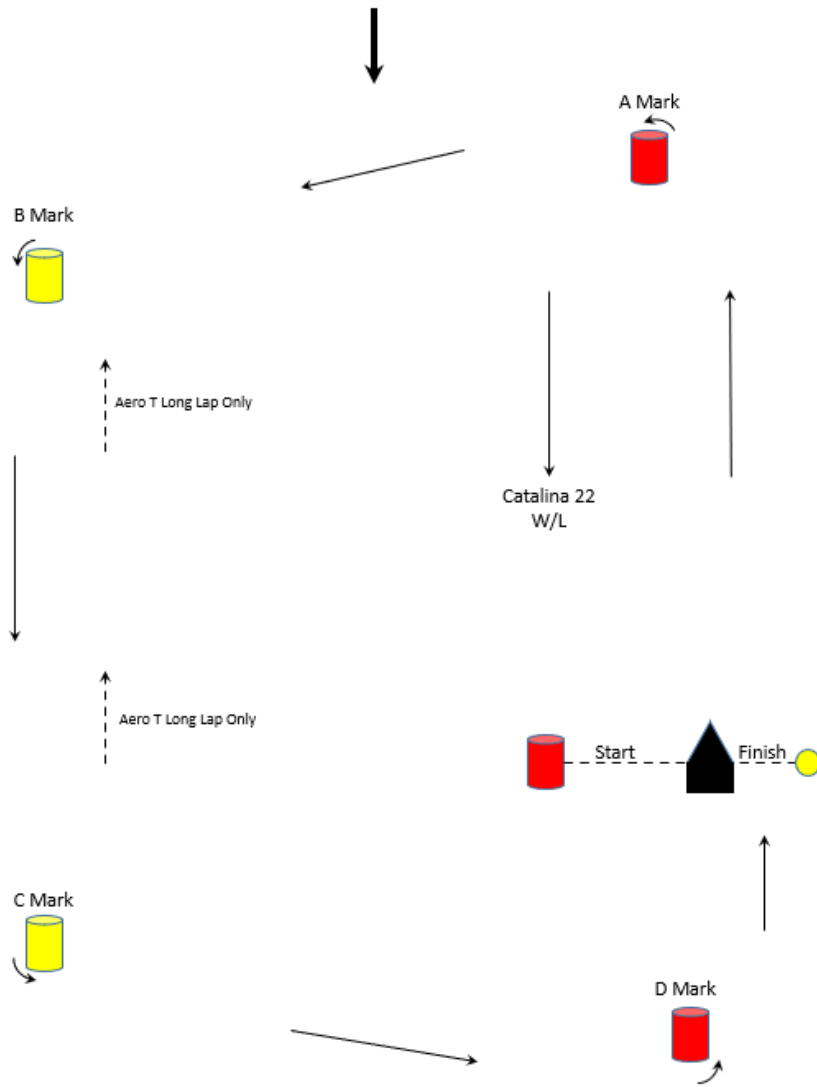 A Mark
B Mark
Aero T Long Lap Only
Catalina 22
W/L
Aero T Long Lap Only
Start
Finish
C Mark
D Mark